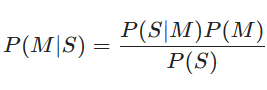 P(M|S) = P(S|M)P(M) / P(S)